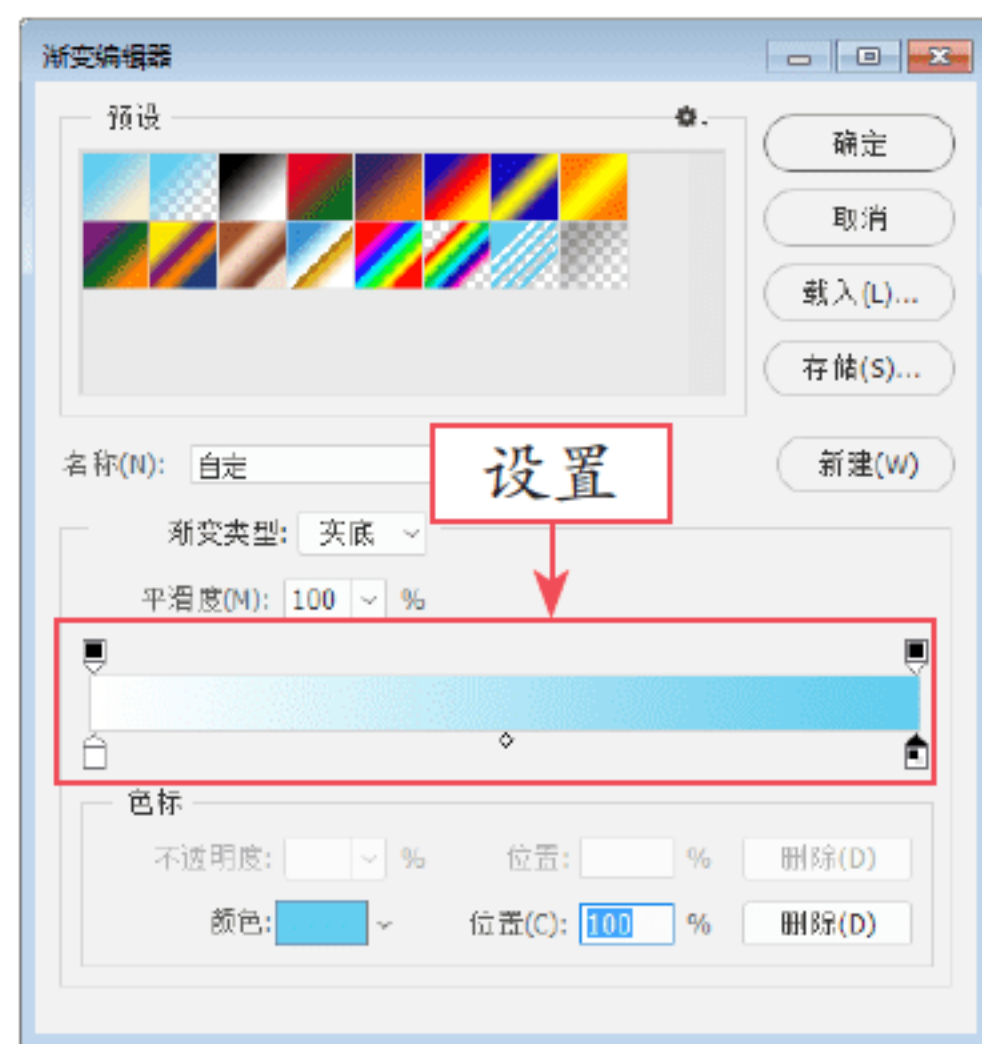 渐变编辑器
预设
确定
取消
载入(L)...
存储(S)...
名称(N): 自定
设置
新建(W)
渐变类型: 实底
平滑度(M): 100 %
色标
不透明度: % 位置: % 删除(D)
颜色: 位置(C): 100 % 删除(D)